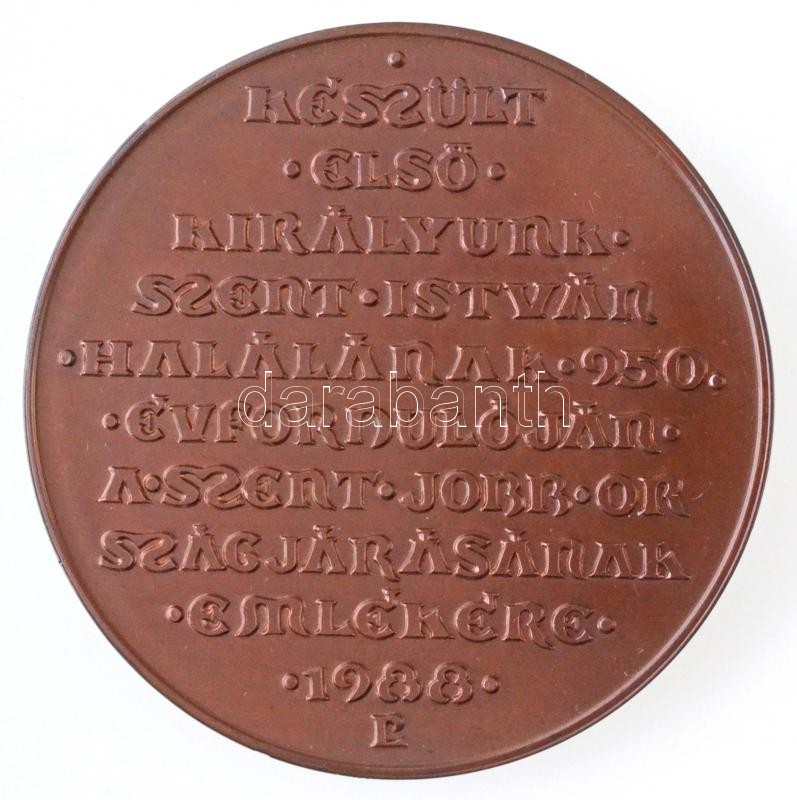 KÉSZÜLT
·ELSŐ·
KIRÁLYUNK·
SZENT·ISTVÁN
·HALÁLÁNAK·950.
darabanth
·ÉVFORDULÓJÁN·
A·SZENT·JOBB·OR
SZÁGJÁRÁSÁNAK
·EMLÉKÉRE·
·1988·